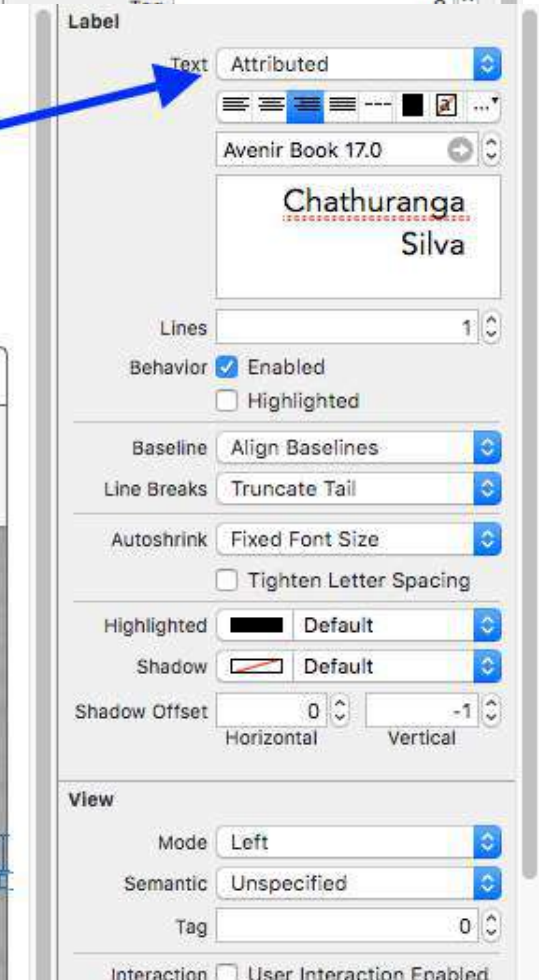 Label
Text Attributed
...
Avenir Book 17.0
Chathuranga
Silva
Lines 1
Behavior Enabled
Highlighted
Baseline Align Baselines
Line Breaks Truncate Tail
Autoshrink Fixed Font Size
Tighten Letter Spacing
Highlighted Default
Shadow Default
Shadow Offset 0 -1
Horizontal Vertical
View
Mode Left
Semantic Unspecified
Tag 0
Interaction User Interaction Enabled